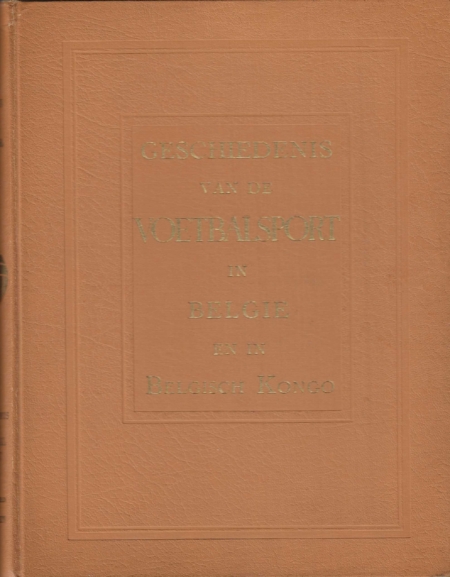 GESCHIEDENIS
VAN DE
VOETBALSPORT
IN
BELGIE
EN IN
BELGISCH KONGO